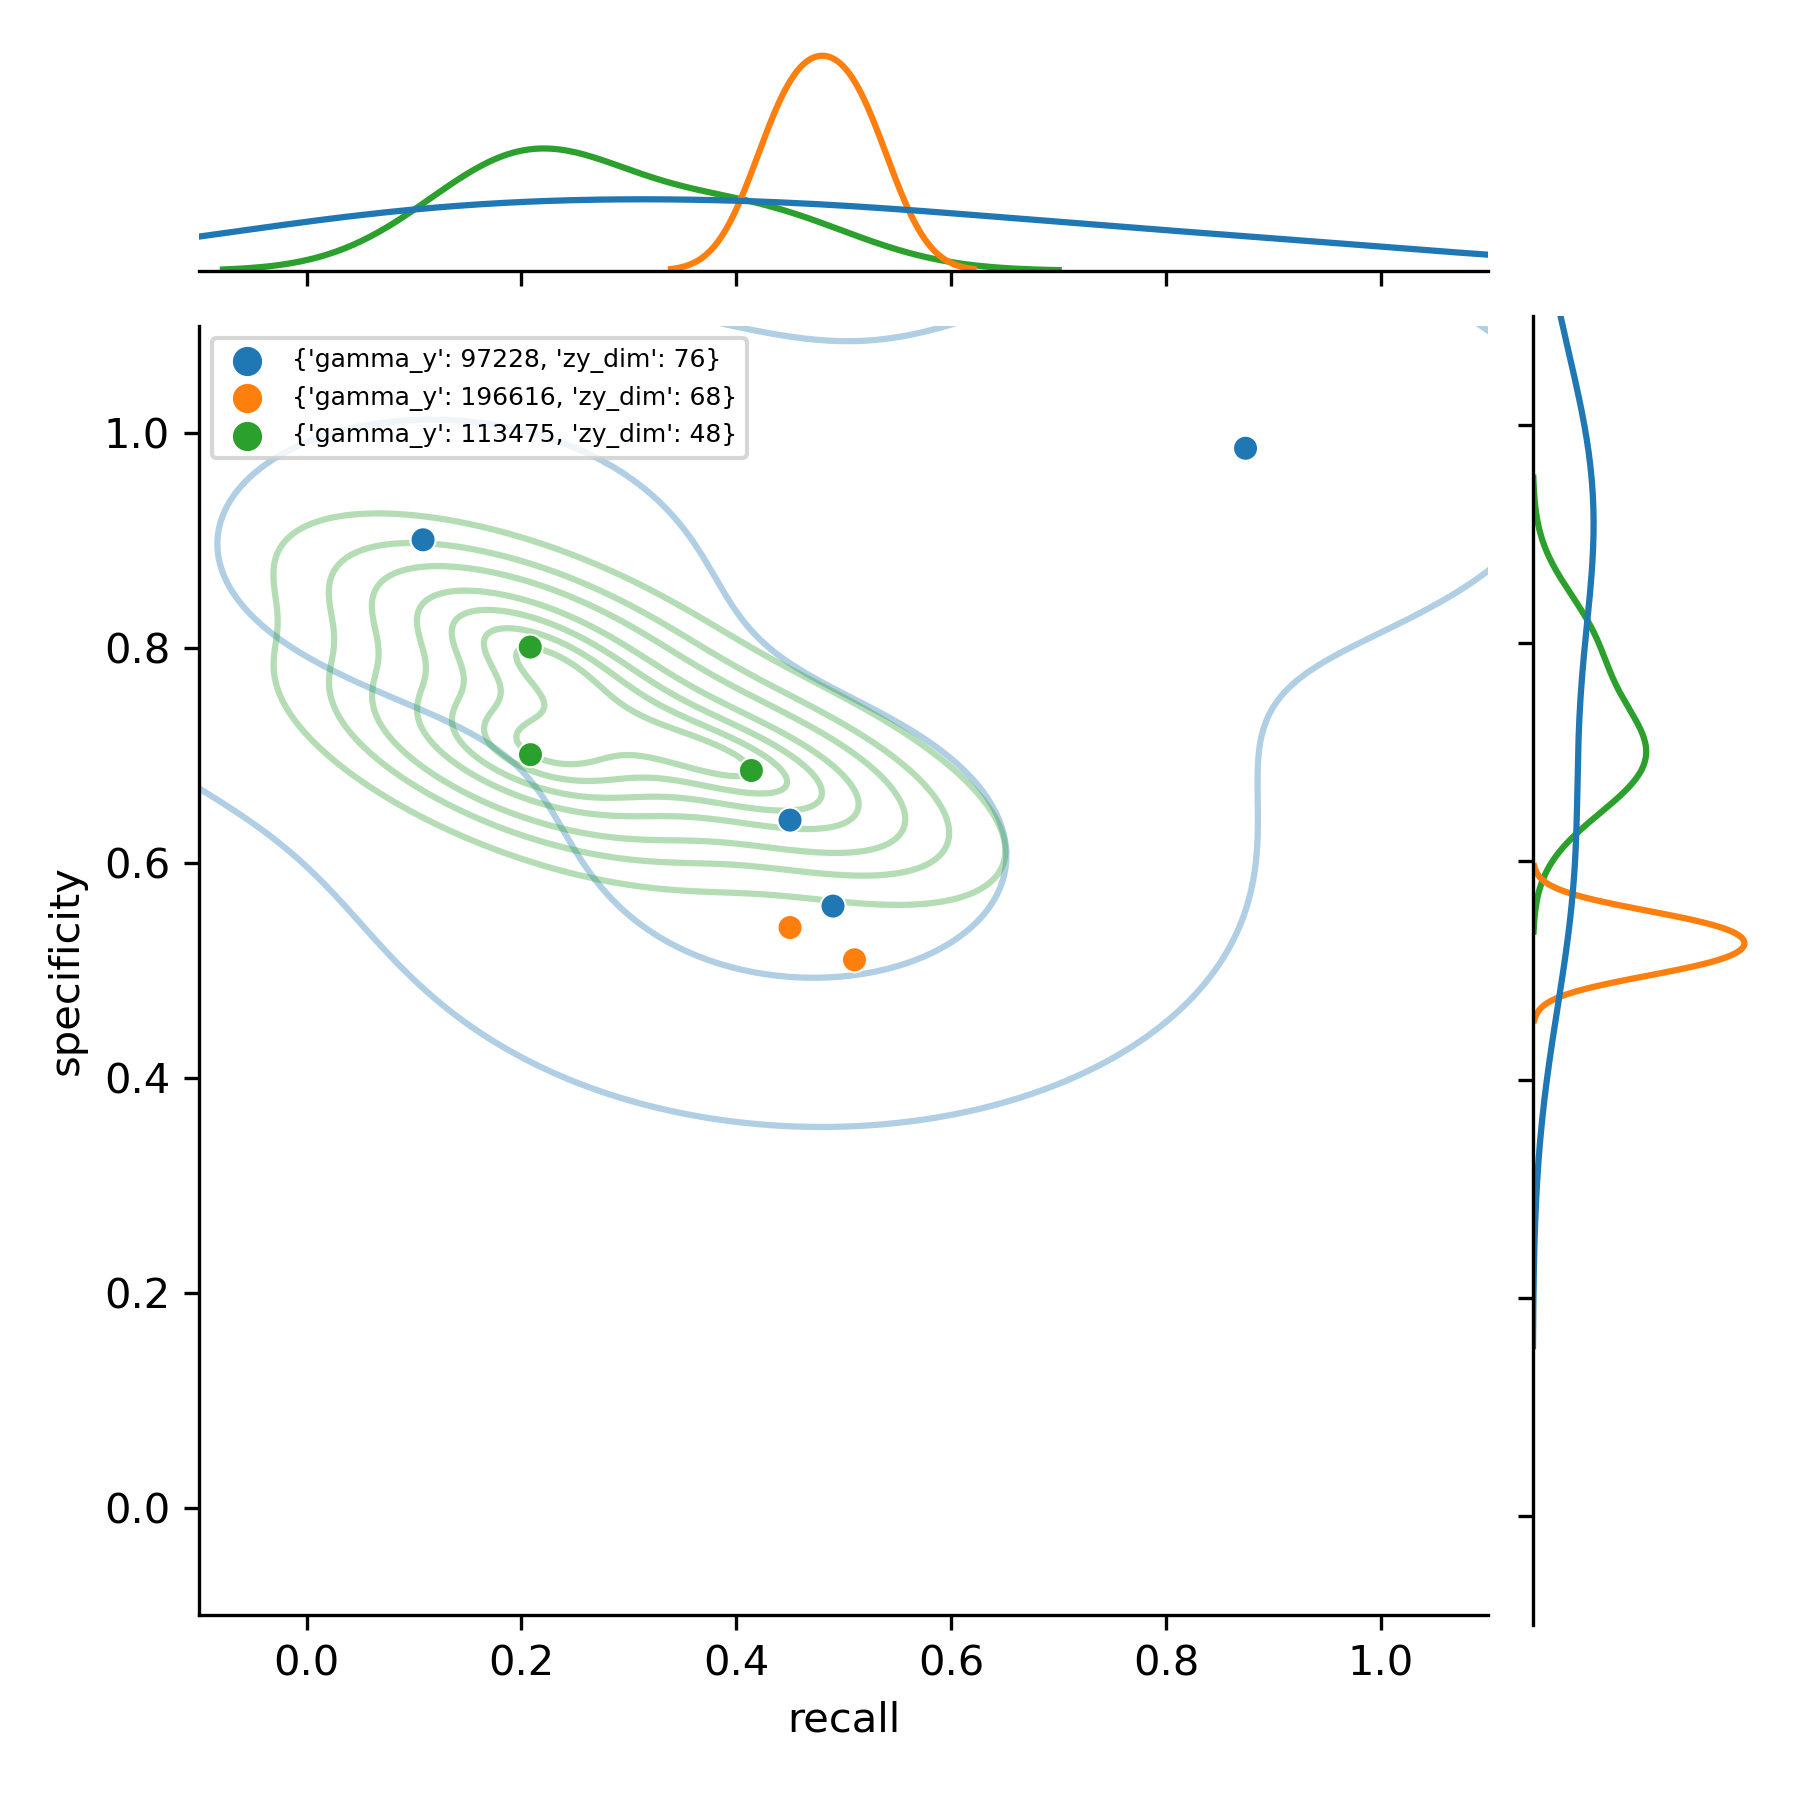 {'gamma_y': 97228, 'zy_dim': 76}
{'gamma_y': 196616, 'zy_dim': 68}
{'gamma_y': 113475, 'zy_dim': 48}
1.0
0.8
0.6
0.4
0.2
0.0
specificity
0.0 0.2 0.4 0.6 0.8 1.0
recall